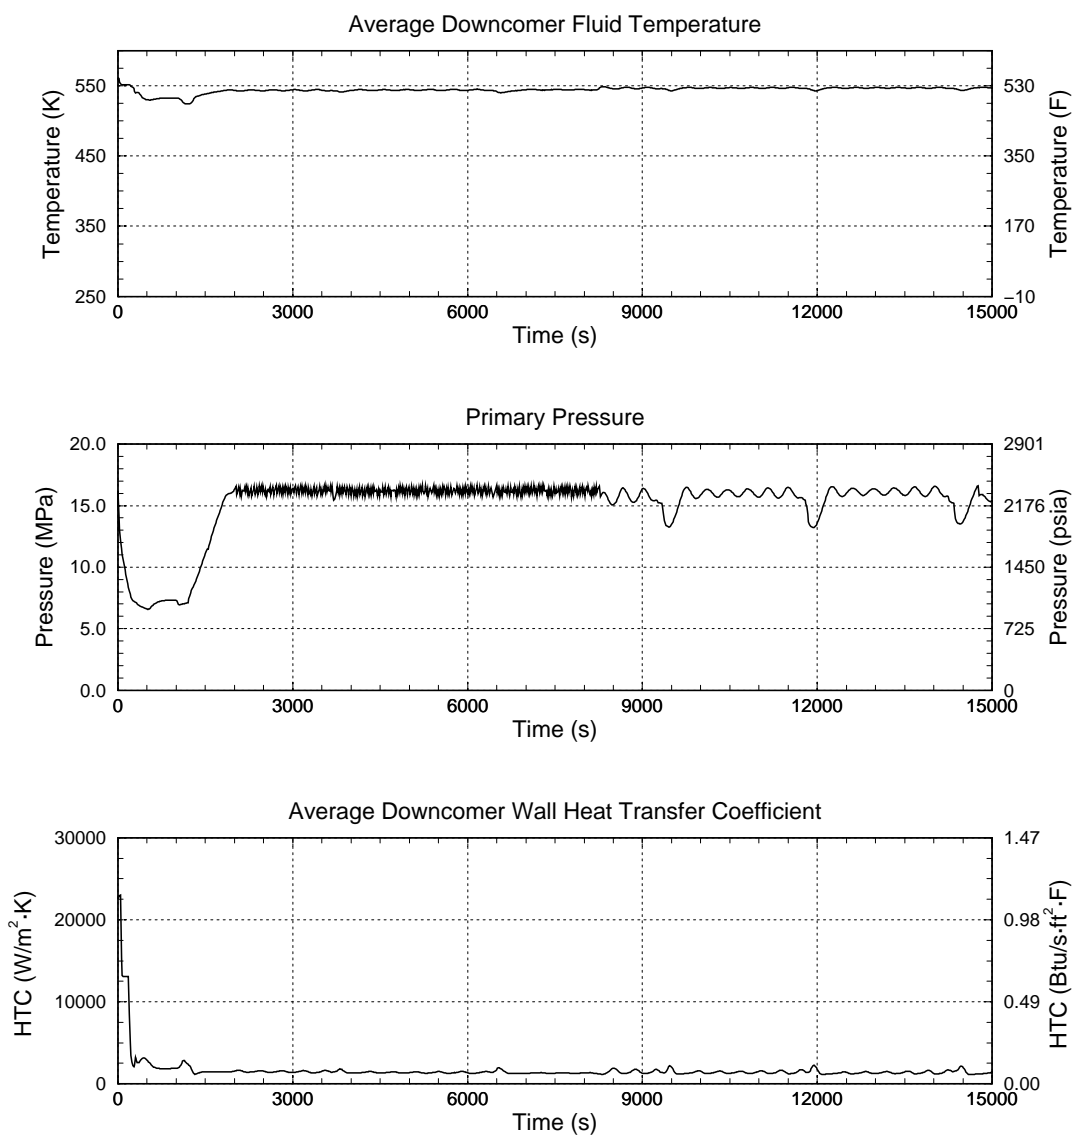 Average Downcomer Fluid Temperature
550
450
350
250
Temperature (K)
530
350
170
−10
Temperature (F)
0 3000 6000 9000 12000 15000
Time (s)
Primary Pressure
20.0
15.0
10.0
5.0
0.0
Pressure (MPa)
2901
2176
1450
725
0
Pressure (psia)
0 3000 6000 9000 12000 15000
Time (s)
Average Downcomer Wall Heat Transfer Coefficient
30000
20000
10000
0
HTC (W/m²·K)
1.47
0.98
0.49
0.00
HTC (Btu/s·ft²·F)
0 3000 6000 9000 12000 15000
Time (s)